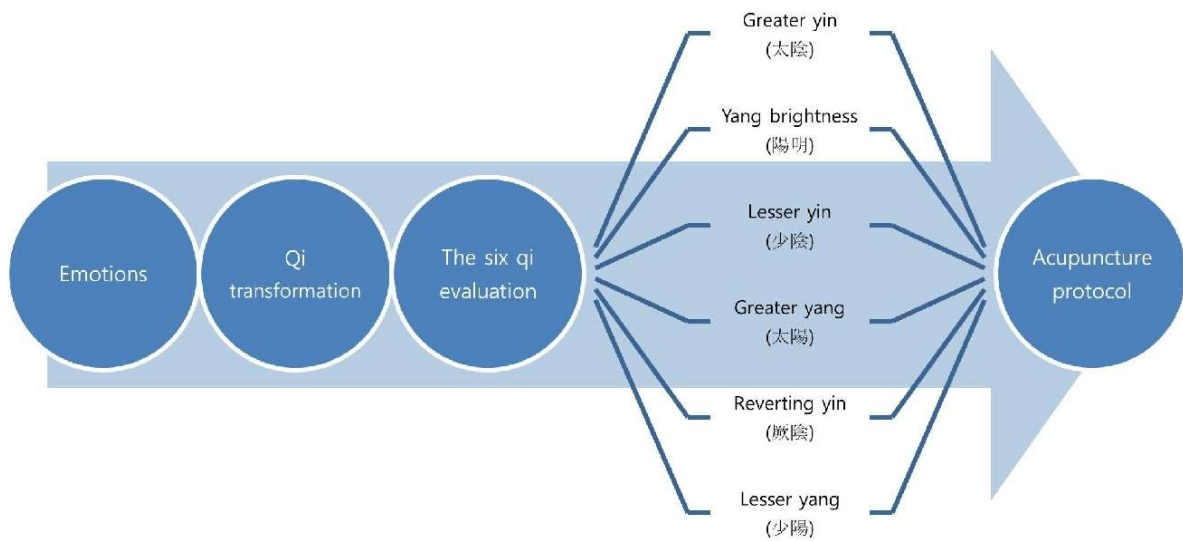 Emotions
Qi
transformation
The six qi
evaluation
Greater yin
(太陰)
Yang brightness
(陽明)
Lesser yin
(少陰)
Greater yang
(太陽)
Reverting yin
(厥陰)
Lesser yang
(少陽)
Acupuncture
protocol